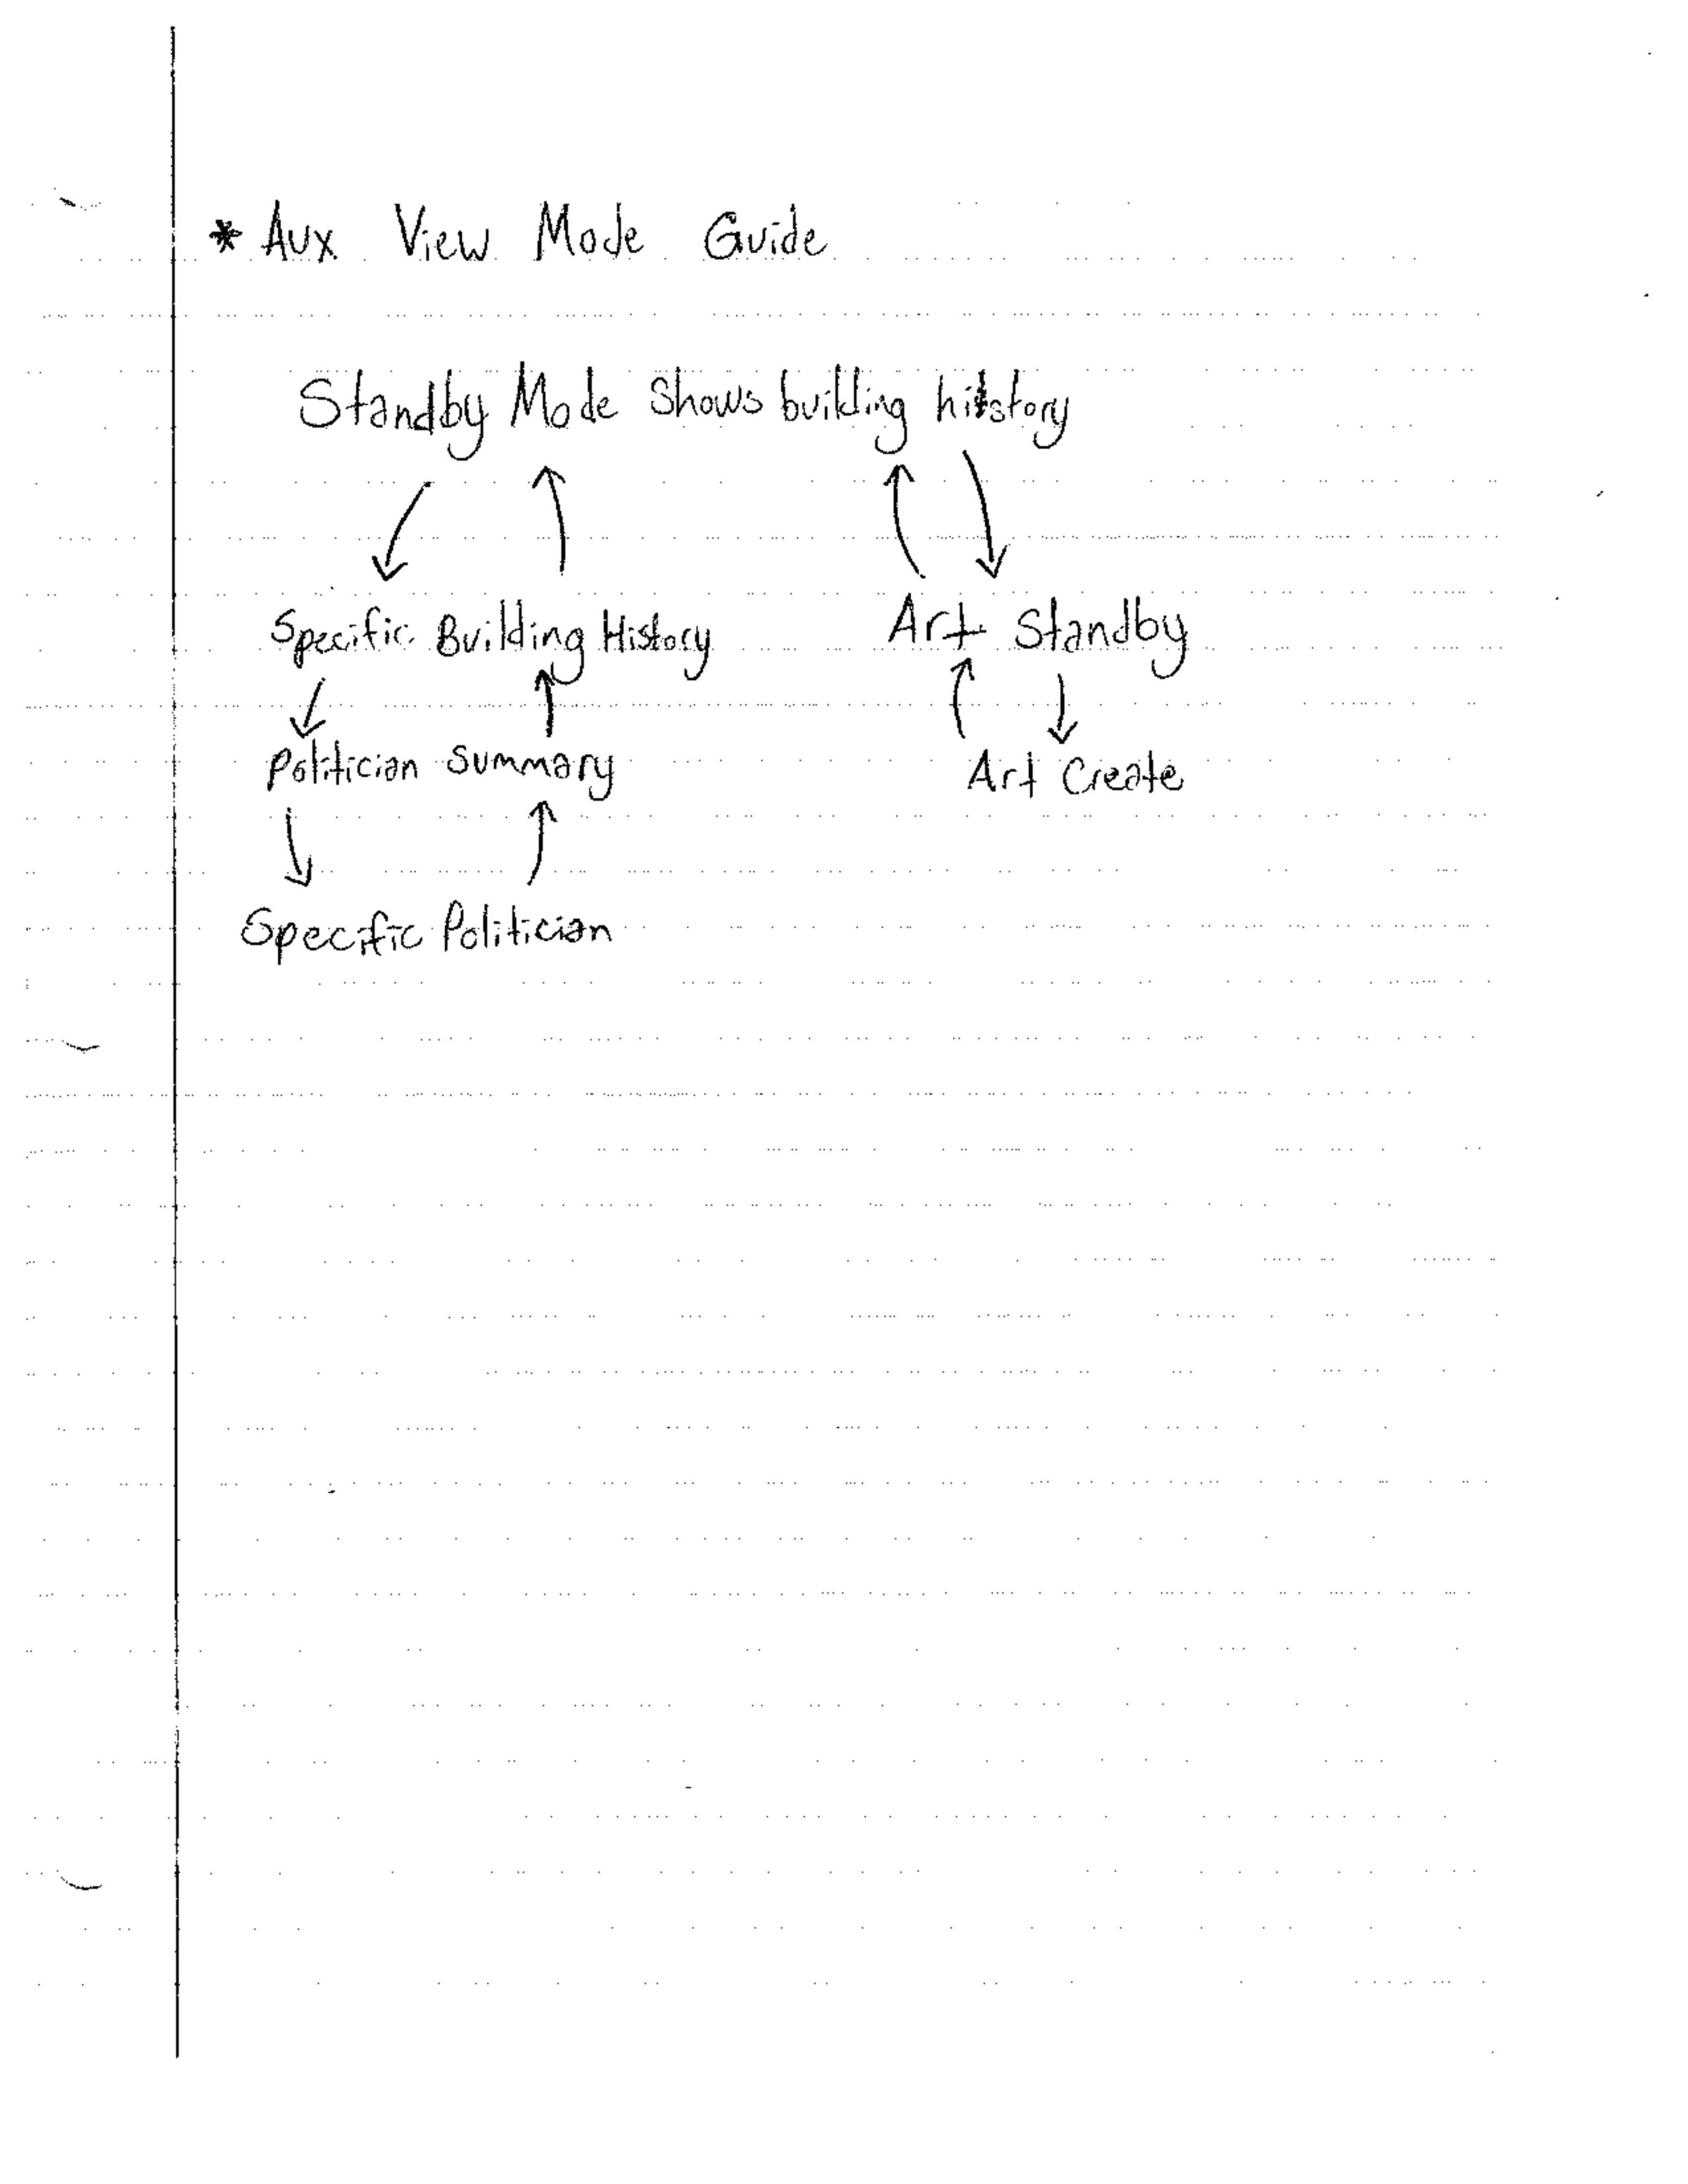 * Aux View Mode Guide
Standby Mode shows building hitstory
Specific Building History
Art Standby
Politician Summary
Art Create
Specific Politician